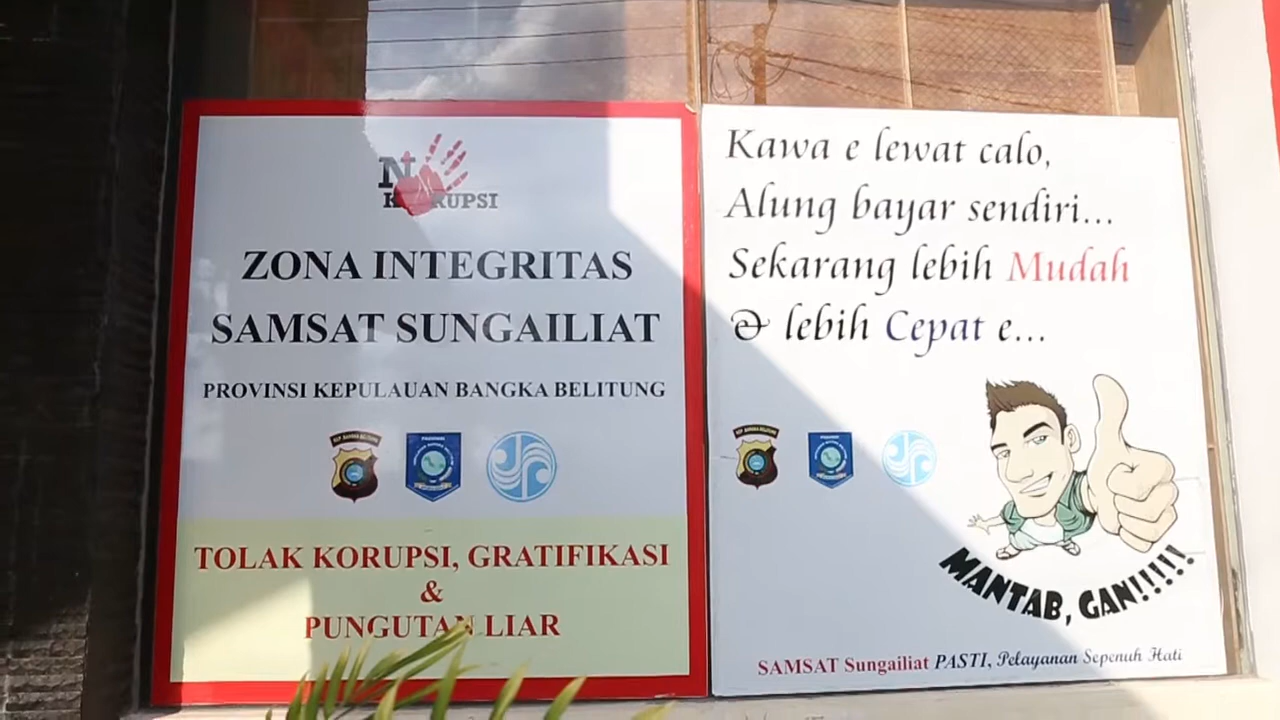 NO
KORUPSI
ZONA INTEGRITAS
SAMSAT SUNGAILIAT
PROVINSI KEPULAUAN BANGKA BELITUNG
TOLAK KORUPSI, GRATIFIKASI
&
PUNGUTAN LIAR
Kawa e lewat calo,
Alung bayar sendiri...
Sekarang lebih Mudah
& lebih Cepat e...
MANTAB, GAN!!!!!
SAMSAT Sungailiat PASTI, Pelayanan Sepenuh Hati